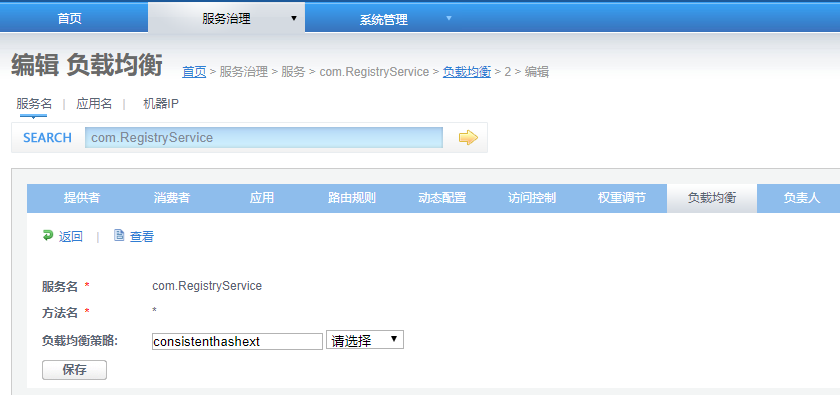 首页 服务治理 系统管理
编辑 负载均衡 首页 > 服务治理 > 服务 > com.RegistryService > 负载均衡 > 2 > 编辑
服务名 | 应用名 | 机器IP
SEARCH com.RegistryService
提供者 消费者 应用 路由规则 动态配置 访问控制 权重调节 负载均衡 负责人
返回 | 查看
服务名 * com.RegistryService
方法名 * *
负载均衡策略: consistenthashext 请选择
保存